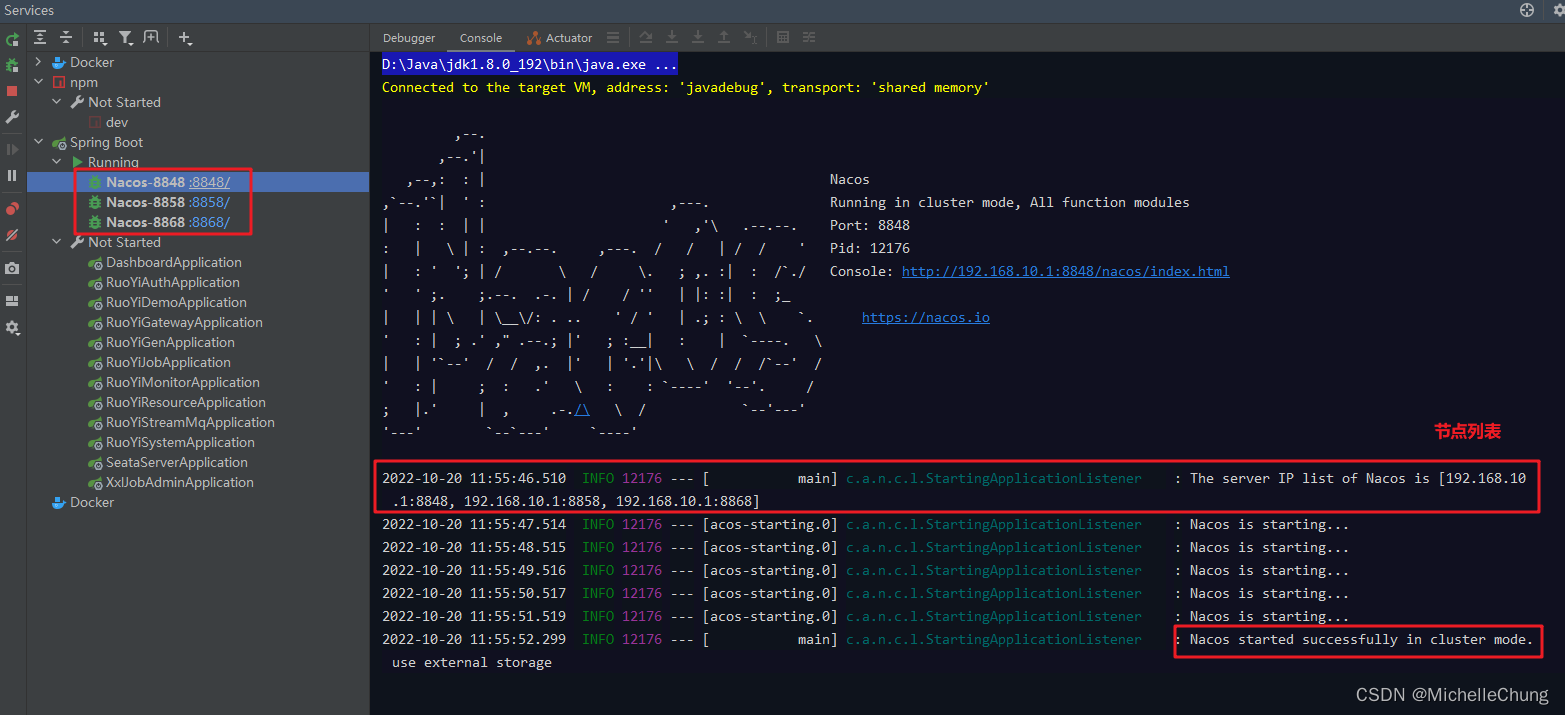 Services
Docker
npm
Not Started
dev
Spring Boot
Running
Nacos-8848 :8848/
Nacos-8858 :8858/
Nacos-8868 :8868/
Not Started
DashboardApplication
RuoYiAuthApplication
RuoYiDemoApplication
RuoYiGatewayApplication
RuoYiGenApplication
RuoYiJobApplication
RuoYiMonitorApplication
RuoYiResourceApplication
RuoYiStreamMqApplication
RuoYiSystemApplication
SeataServerApplication
XxlJobAdminApplication
Docker
Debugger Console Actuator
D:\Java\jdk1.8.0_192\bin\java.exe ...
Connected to the target VM, address: 'javadebug', transport: 'shared memory'
Nacos
Running in cluster mode, All function modules
Port: 8848
Pid: 12176
Console: http://192.168.10.1:8848/nacos/index.html
https://nacos.io
节点列表
2022-10-20 11:55:46.510 INFO 12176 --- [ main] c.a.n.c.l.StartingApplicationListener : The server IP list of Nacos is [192.168.10
.1:8848, 192.168.10.1:8858, 192.168.10.1:8868]
2022-10-20 11:55:47.514 INFO 12176 --- [acos-starting.0] c.a.n.c.l.StartingApplicationListener : Nacos is starting...
2022-10-20 11:55:48.515 INFO 12176 --- [acos-starting.0] c.a.n.c.l.StartingApplicationListener : Nacos is starting...
2022-10-20 11:55:49.516 INFO 12176 --- [acos-starting.0] c.a.n.c.l.StartingApplicationListener : Nacos is starting...
2022-10-20 11:55:50.517 INFO 12176 --- [acos-starting.0] c.a.n.c.l.StartingApplicationListener : Nacos is starting...
2022-10-20 11:55:51.519 INFO 12176 --- [acos-starting.0] c.a.n.c.l.StartingApplicationListener : Nacos is starting...
2022-10-20 11:55:52.299 INFO 12176 --- [ main] c.a.n.c.l.StartingApplicationListener : Nacos started successfully in cluster mode.
use external storage
CSDN @MichelleChung